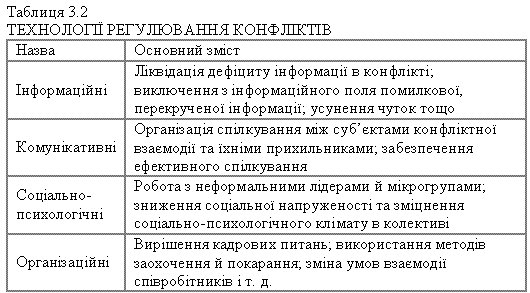 Таблиця 3.2
ТЕХНОЛОГІЇ РЕГУЛЮВАННЯ КОНФЛІКТІВ
Назва
Основний зміст
Інформаційні
Ліквідація дефіциту інформації в конфлікті;
виключення з інформаційного поля помилкової,
перекрученої інформації; усунення чуток тощо
Комунікативні
Організація спілкування між суб’єктами конфліктної
взаємодії та їхніми прихильниками; забезпечення
ефективного спілкування
Соціально-
психологічні
Робота з неформальними лідерами й мікрогрупами;
зниження соціальної напруженості та зміцнення
соціально-психологічного клімату в колективі
Організаційні
Вирішення кадрових питань; використання методів
заохочення й покарання; зміна умов взаємодії
співробітників і т. д.